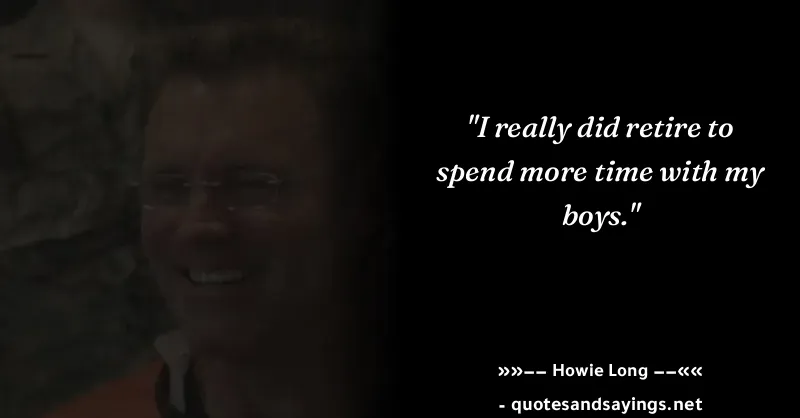 "I really did retire to
spend more time with my
boys."
»»–– Howie Long ––««
- quotesandsayings.net